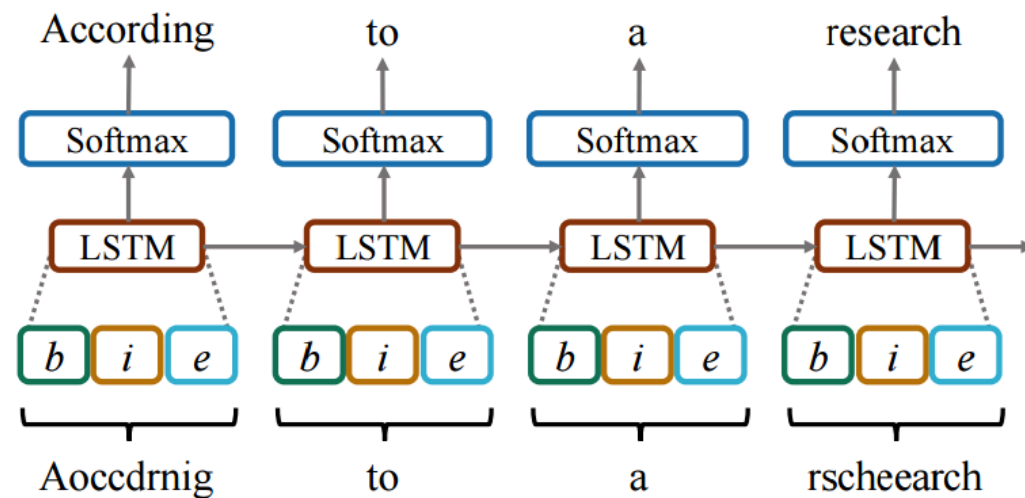 According to a research
Softmax Softmax Softmax Softmax
LSTM LSTM LSTM LSTM
b i e b i e b i e b i e
Aoccdrnig to a rscheearch